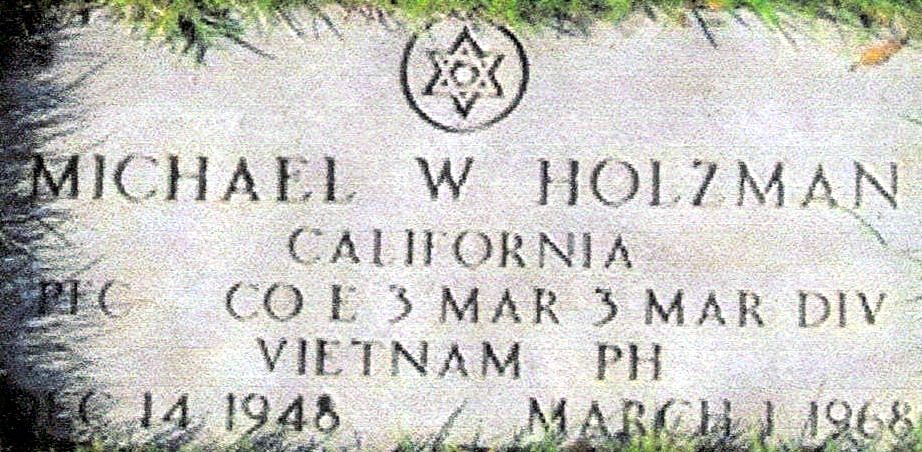 MICHAEL W HOLZMAN
CALIFORNIA
PFC CO E 3 MAR 3 MAR DIV
VIETNAM PH
DEC 14 1948 MARCH 1 1968